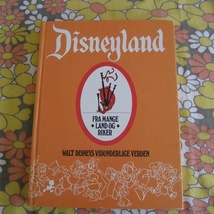 Disneyland
FRA MANGE
• LAND OG •
RIKER
WALT DISNEYS VIDUNDERLIGE VERDEN